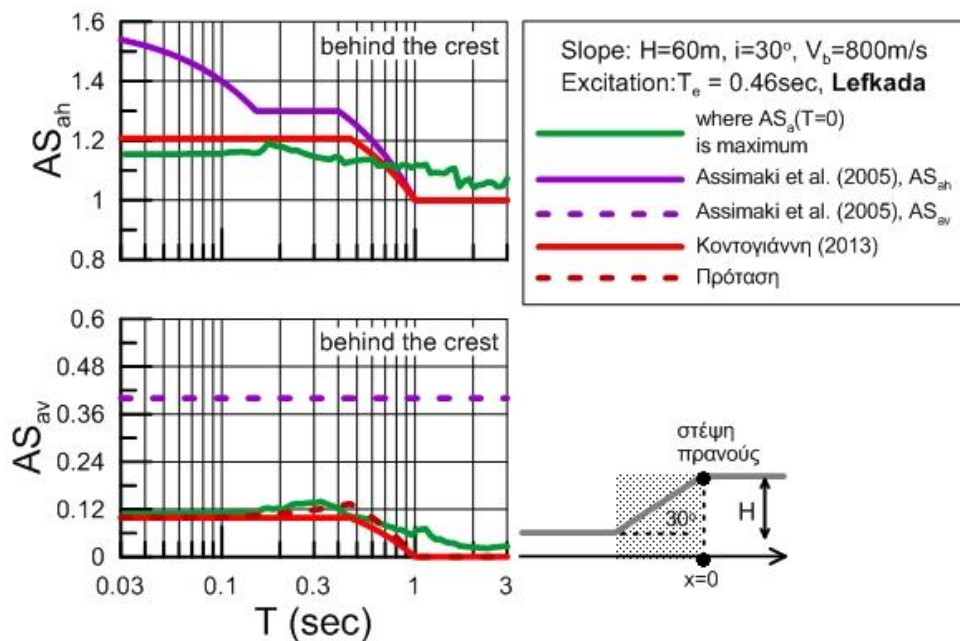 1.6
1.4
1.2
1
0.8
AS_ah
behind the crest
Slope: H=60m, i=30°, V_b=800m/s
Excitation:T_e = 0.46sec, Lefkada
where AS_a(T=0)
is maximum
Assimaki et al. (2005), AS_ah
Assimaki et al. (2005), AS_av
Κοντογιάννη (2013)
Πρόταση
0.6
0.48
0.36
0.24
0.12
0
AS_av
behind the crest
0.03
0.1
0.3
1
3
T (sec)
στέψη
πρανούς
30°
H
x=0